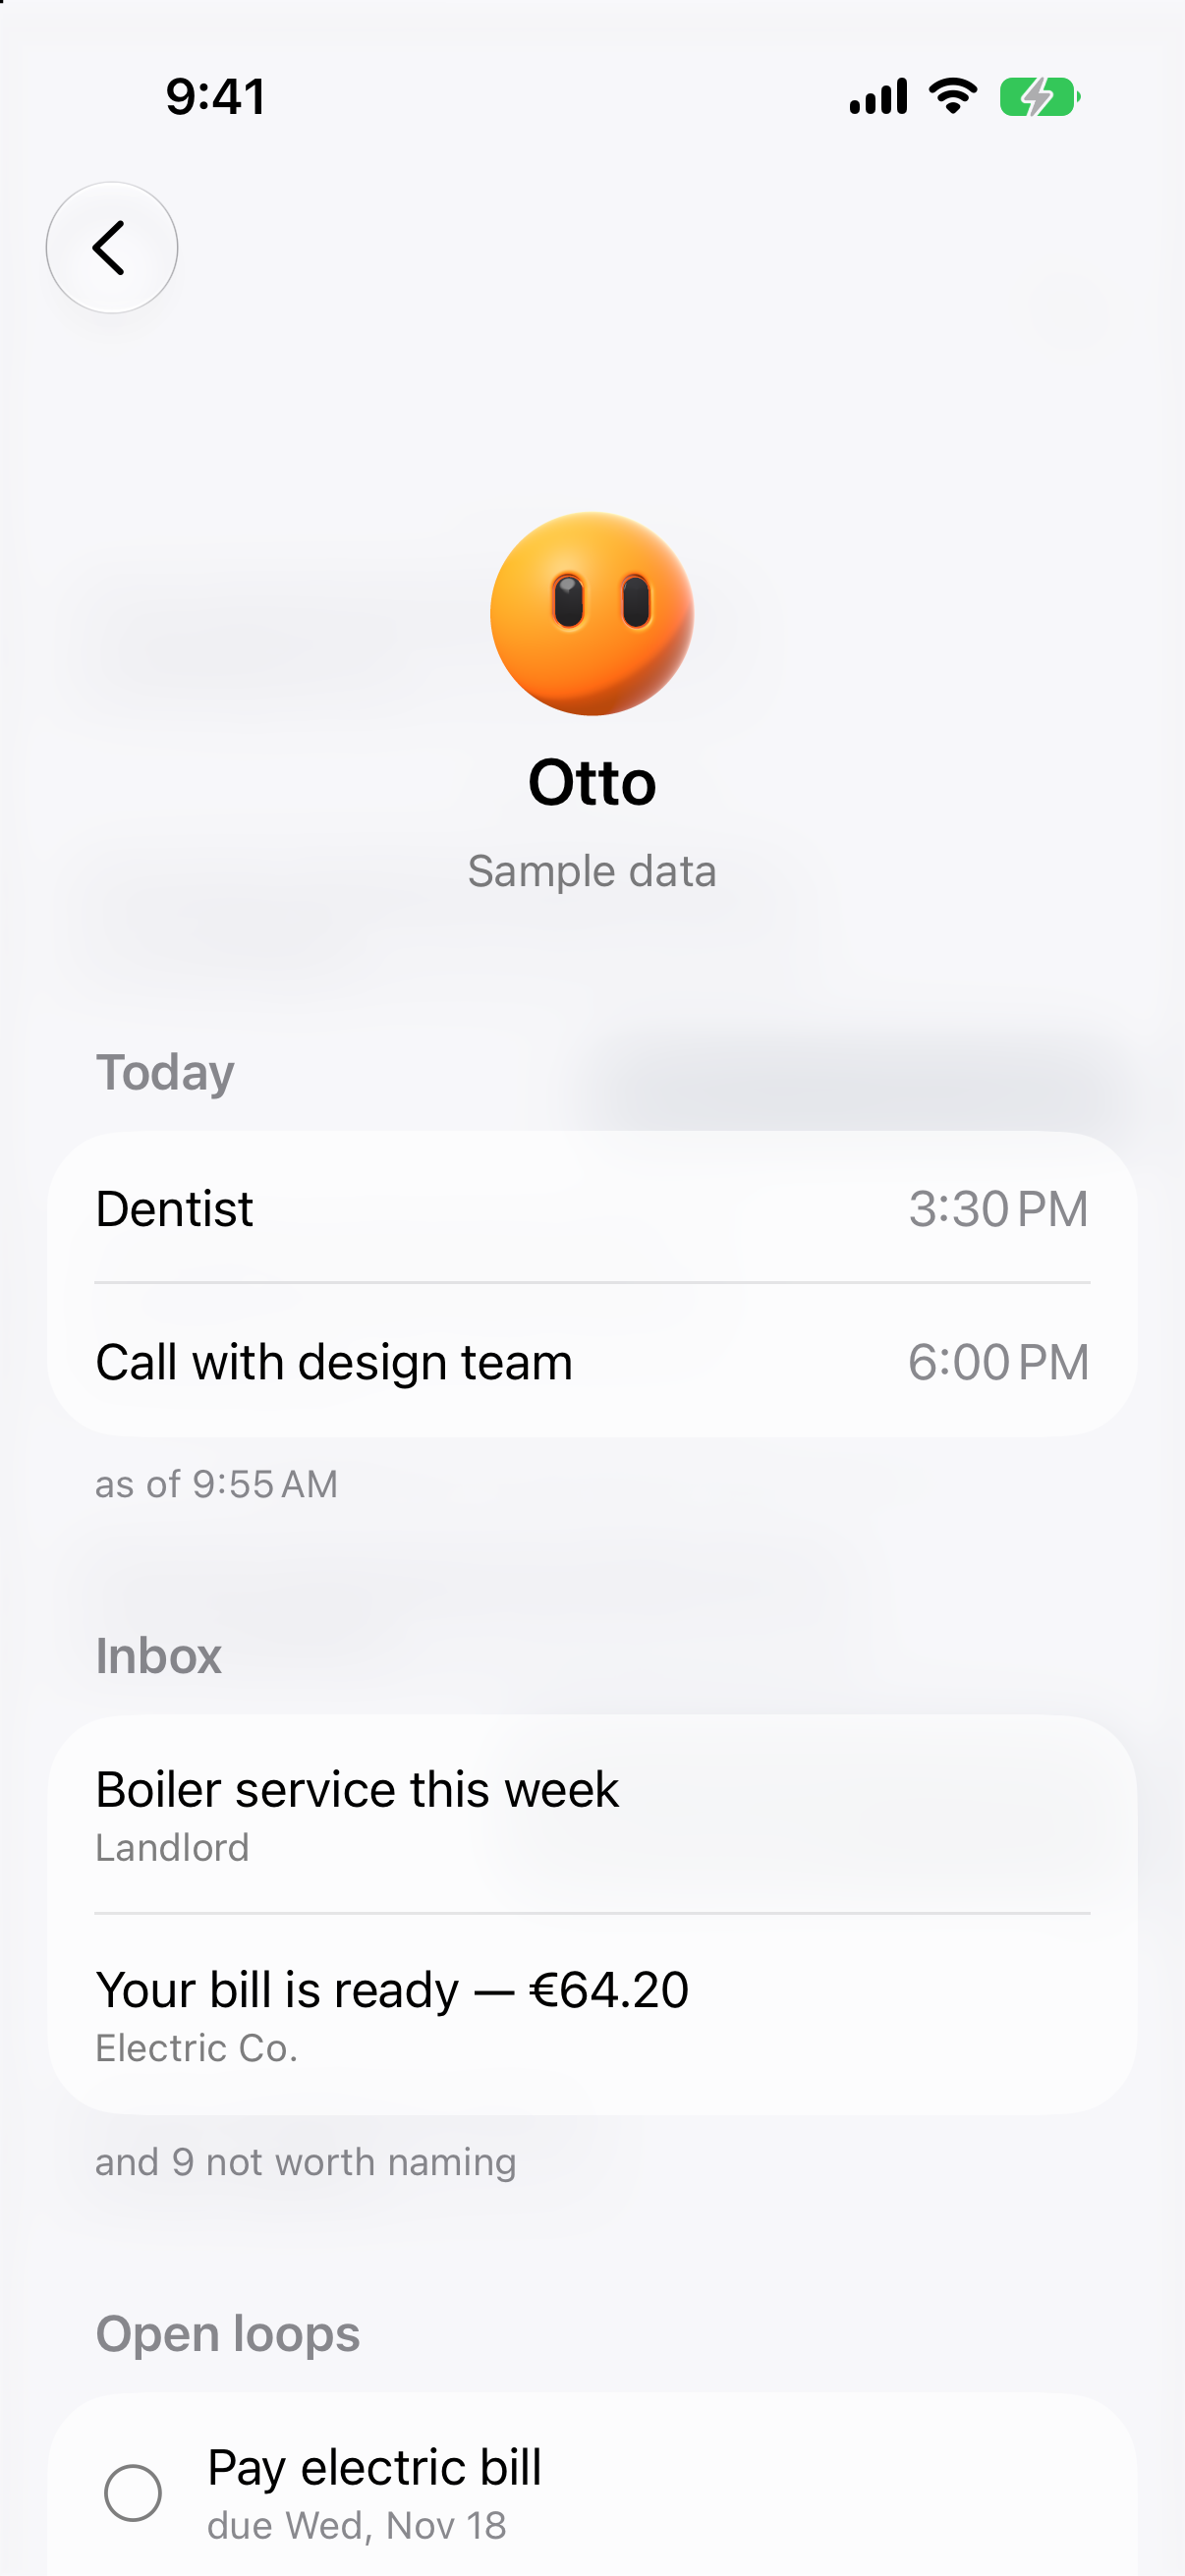 9:41
Otto
Sample data
Today
Dentist 3:30 PM
Call with design team 6:00 PM
as of 9:55 AM
Inbox
Boiler service this week
Landlord
Your bill is ready — €64.20
Electric Co.
and 9 not worth naming
Open loops
Pay electric bill
due Wed, Nov 18